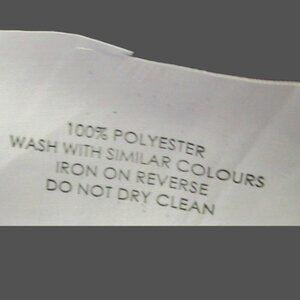 100% POLYESTER
WASH WITH SIMILAR COLOURS
IRON ON REVERSE
DO NOT DRY CLEAN